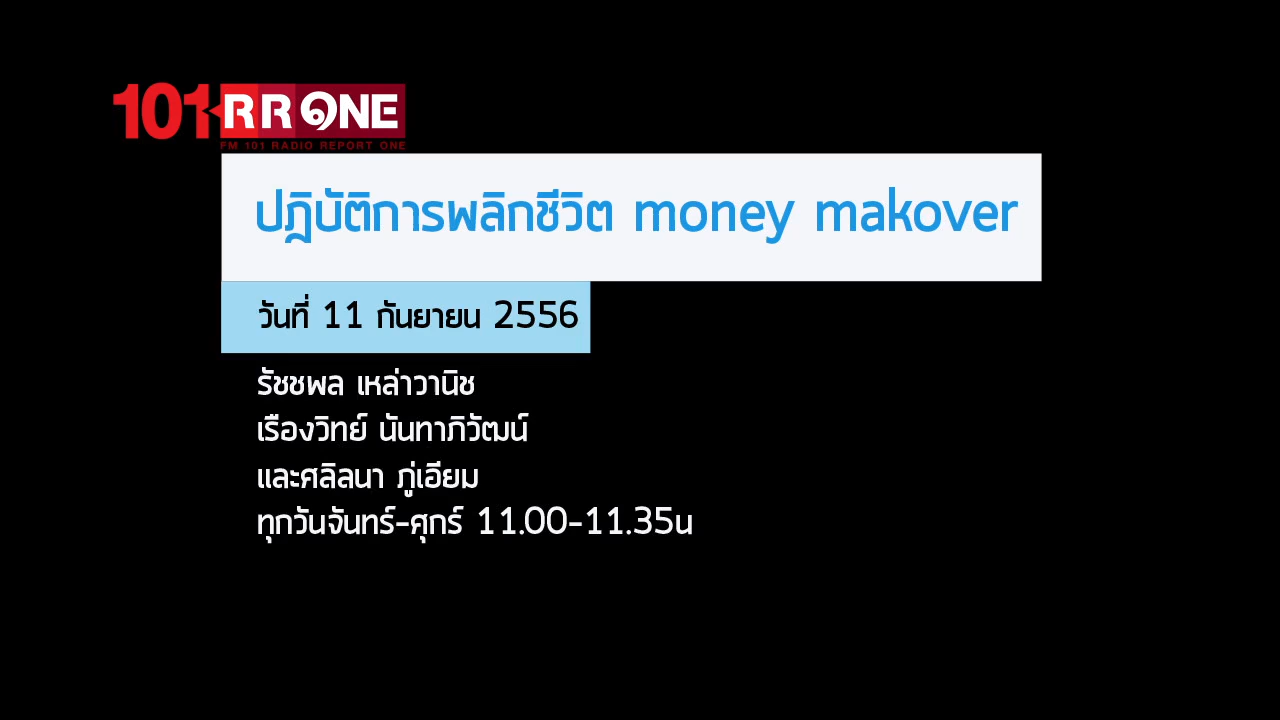 101 RR ONE
FM 101 RADIO REPORT ONE
ปฎิบัติการพลิกชีวิต money makover
วันที่ 11 กันยายน 2556
รัชชพล เหล่าวานิช
เรืองวิทย์ นันทาภิวัฒน์
และศลิลนา ภู่เอี่ยม
ทุกวันจันทร์-ศุกร์ 11.00-11.35น